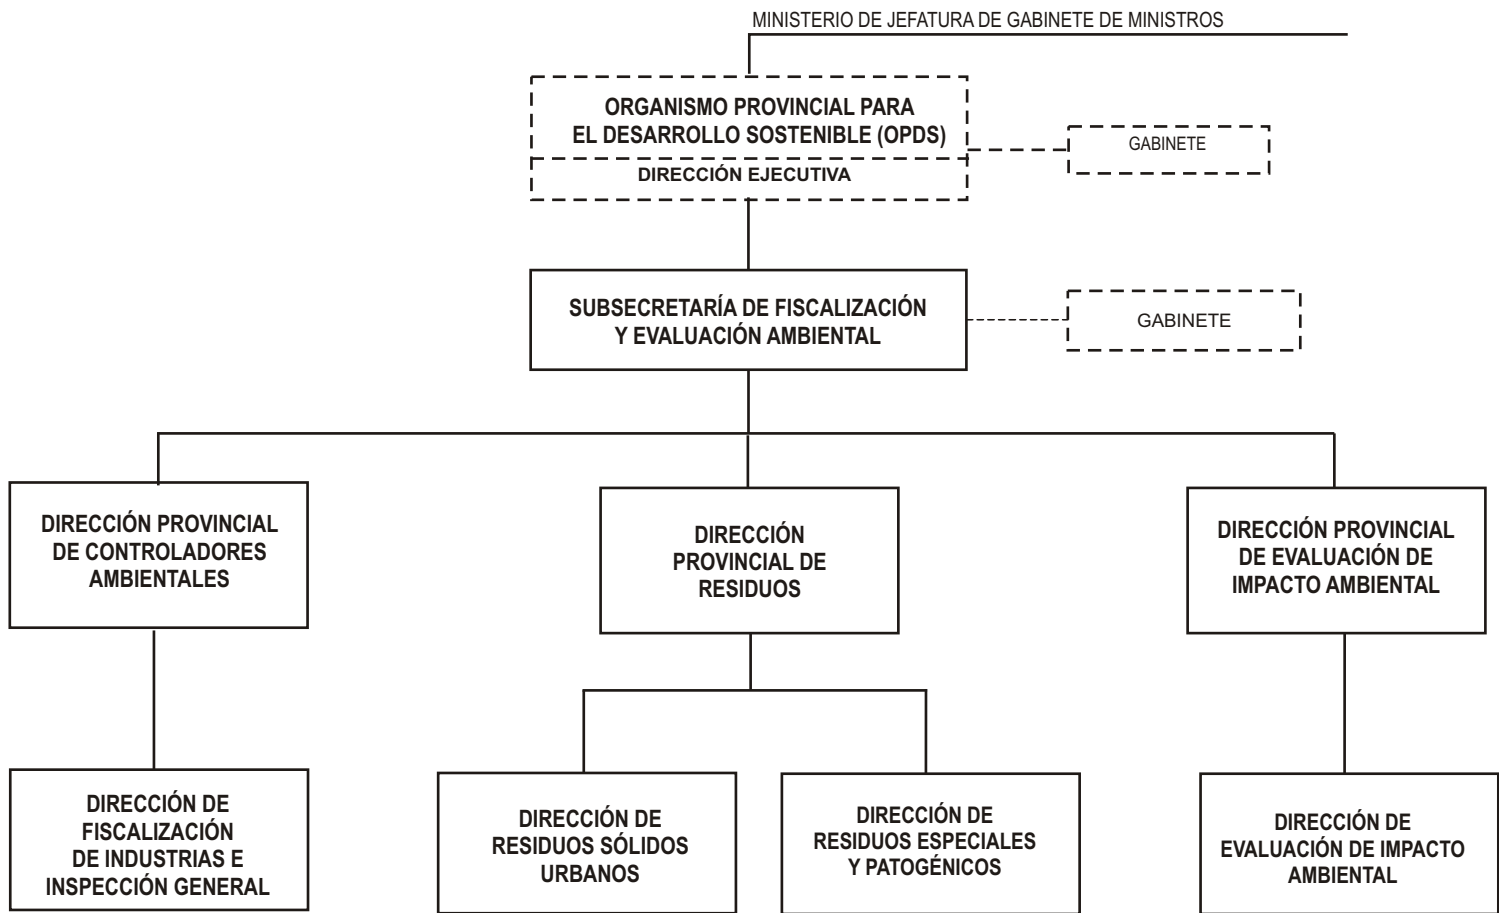 MINISTERIO DE JEFATURA DE GABINETE DE MINISTROS
ORGANISMO PROVINCIAL PARA
EL DESARROLLO SOSTENIBLE (OPDS)
DIRECCIÓN EJECUTIVA
GABINETE
SUBSECRETARÍA DE FISCALIZACIÓN
Y EVALUACIÓN AMBIENTAL
GABINETE
DIRECCIÓN PROVINCIAL
DE CONTROLADORES
AMBIENTALES
DIRECCIÓN
PROVINCIAL DE
RESIDUOS
DIRECCIÓN PROVINCIAL
DE EVALUACIÓN DE
IMPACTO AMBIENTAL
DIRECCIÓN DE
FISCALIZACIÓN
DE INDUSTRIAS E
INSPECCIÓN GENERAL
DIRECCIÓN DE
RESIDUOS SÓLIDOS
URBANOS
DIRECCIÓN DE
RESIDUOS ESPECIALES
Y PATOGÉNICOS
DIRECCIÓN DE
EVALUACIÓN DE IMPACTO
AMBIENTAL